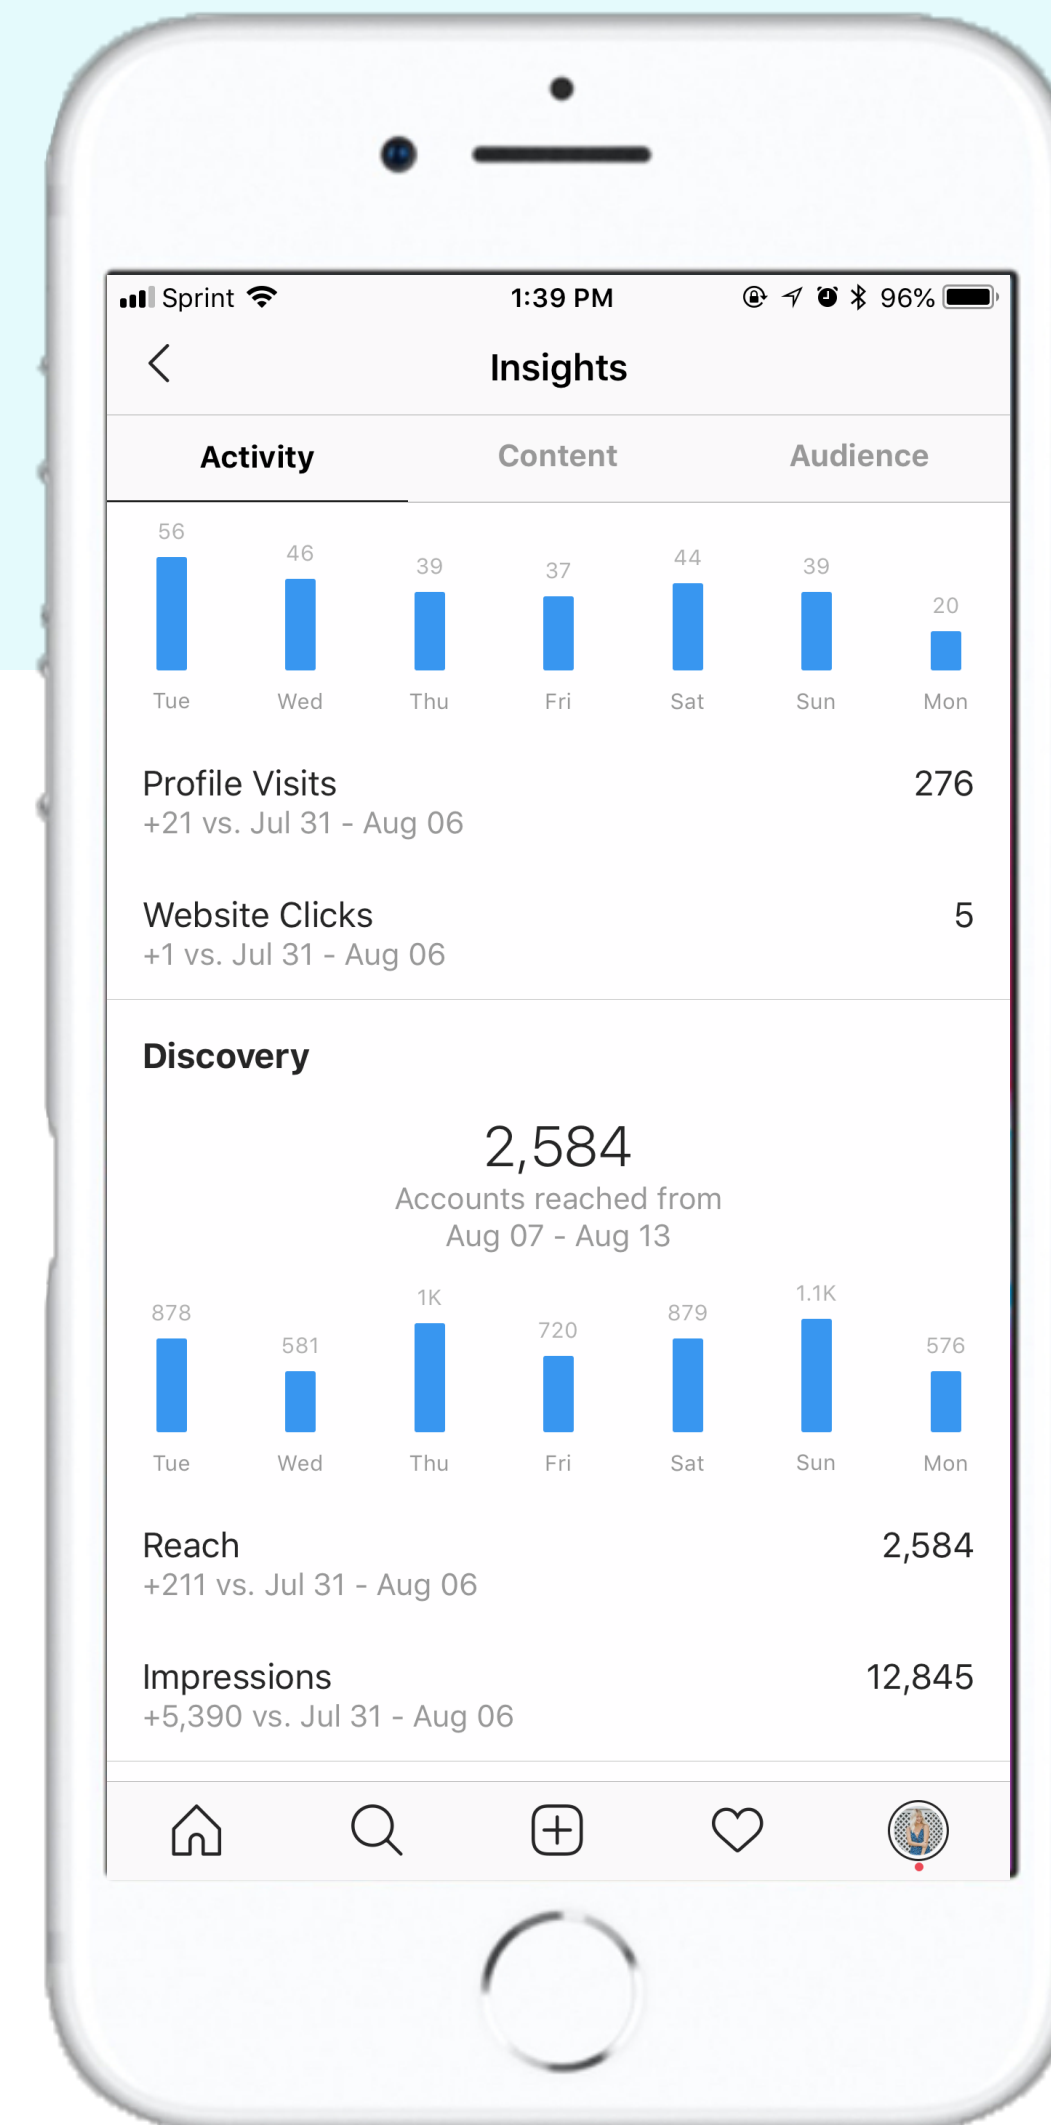 Sprint 1:39 PM 96%
Insights
Activity Content Audience
56 46 39 37 44 39 20
Tue Wed Thu Fri Sat Sun Mon
Profile Visits 276
+21 vs. Jul 31 - Aug 06
Website Clicks 5
+1 vs. Jul 31 - Aug 06
Discovery
2,584
Accounts reached from
Aug 07 - Aug 13
878 581 1K 720 879 1.1K 576
Tue Wed Thu Fri Sat Sun Mon
Reach 2,584
+211 vs. Jul 31 - Aug 06
Impressions 12,845
+5,390 vs. Jul 31 - Aug 06